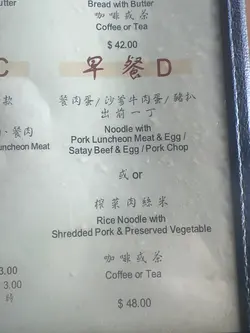 utter
Bread with Butter
咖啡或茶
Coffee or Tea
$ 42.00
C
早餐D
款
餐肉蛋/沙爹牛肉蛋/豬扒
出前一丁
、餐肉
uncheon Meat
Noodle with
Pork Luncheon Meat & Egg /
Satay Beef & Egg / Pork Chop
或 or
榨菜肉絲米
Rice Noodle with
Shredded Pork & Preserved Vegetable
咖啡或茶
3.00
Coffee or Tea
$ 48.00